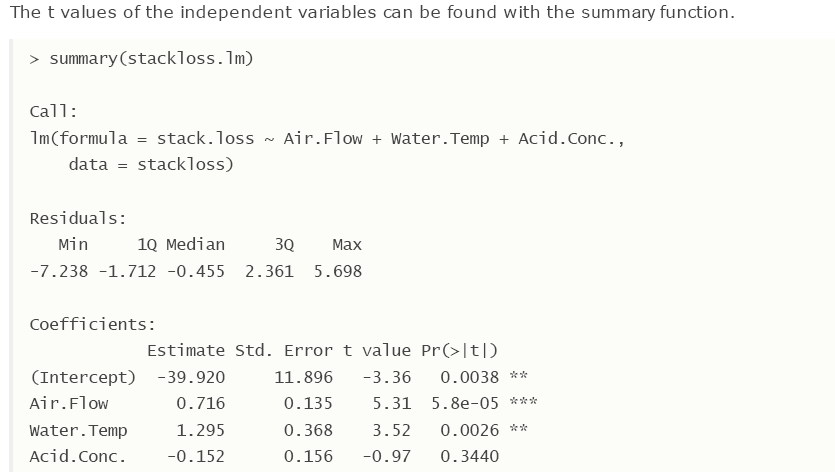 The t values of the independent variables can be found with the summary function.
> summary(stackloss.lm)
Call:
lm(formula = stack.loss ~ Air.Flow + Water.Temp + Acid.Conc.,
    data = stackloss)
Residuals:
   Min     1Q Median     3Q    Max
-7.238 -1.712 -0.455  2.361  5.698
Coefficients:
            Estimate Std. Error t value Pr(>|t|)
(Intercept)  -39.920     11.896   -3.36   0.0038 **
Air.Flow       0.716      0.135    5.31  5.8e-05 ***
Water.Temp     1.295      0.368    3.52   0.0026 **
Acid.Conc.    -0.152      0.156   -0.97   0.3440